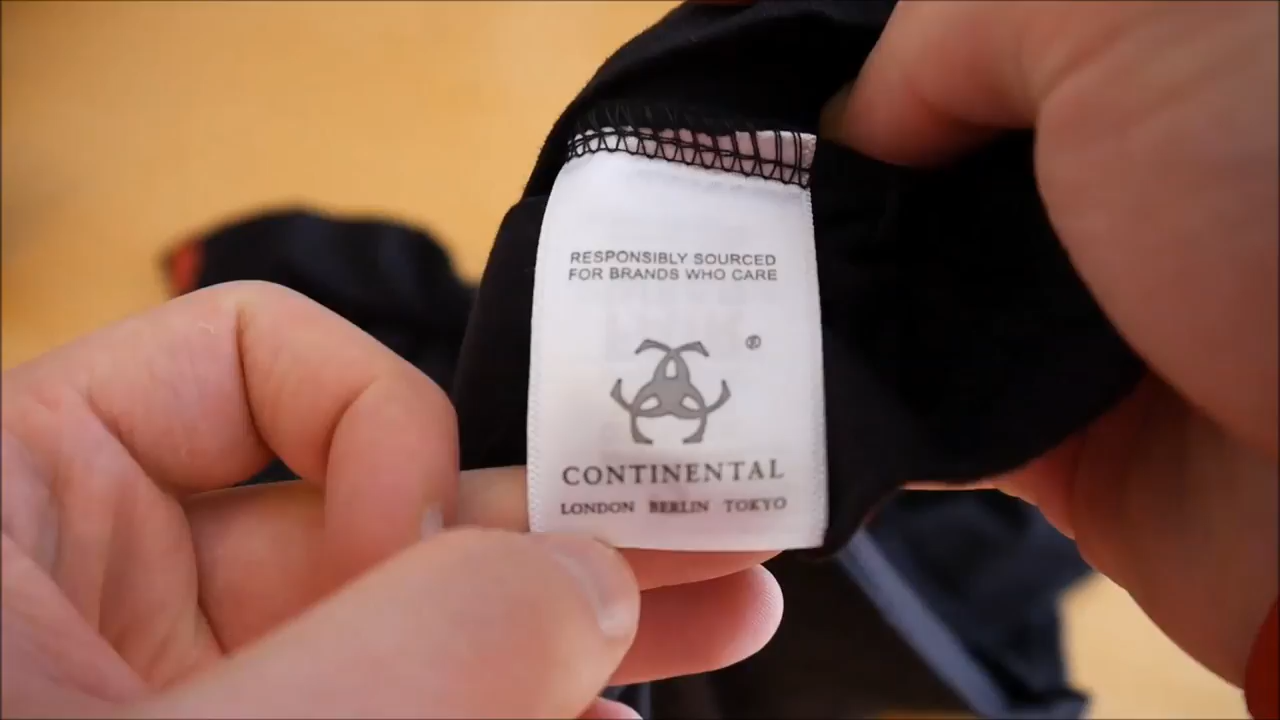 RESPONSIBLY SOURCED
FOR BRANDS WHO CARE
®
CONTINENTAL
LONDON BERLIN TOKYO